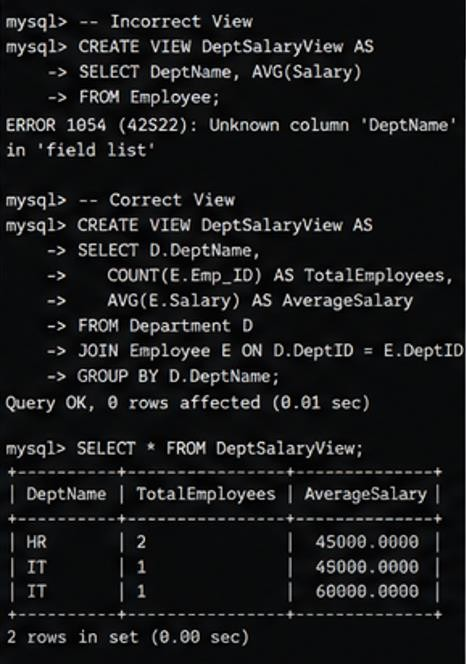 mysql> -- Incorrect View
mysql> CREATE VIEW DeptSalaryView AS
    -> SELECT DeptName, AVG(Salary)
    -> FROM Employee;
ERROR 1054 (42S22): Unknown column 'DeptName'
in 'field list'

mysql> -- Correct View
mysql> CREATE VIEW DeptSalaryView AS
    -> SELECT D.DeptName,
    ->    COUNT(E.Emp_ID) AS TotalEmployees,
    ->    AVG(E.Salary) AS AverageSalary
    -> FROM Department D
    -> JOIN Employee E ON D.DeptID = E.DeptID
    -> GROUP BY D.DeptName;
Query OK, 0 rows affected (0.01 sec)

mysql> SELECT * FROM DeptSalaryView;
+----------+----------------+---------------+
| DeptName | TotalEmployees | AverageSalary |
+----------+----------------+---------------+
| HR       | 2              |    45000.0000 |
| IT       | 1              |    45000.0000 |
| IT       | 1              |    60000.0000 |
+----------+----------------+---------------+
2 rows in set (0.00 sec)